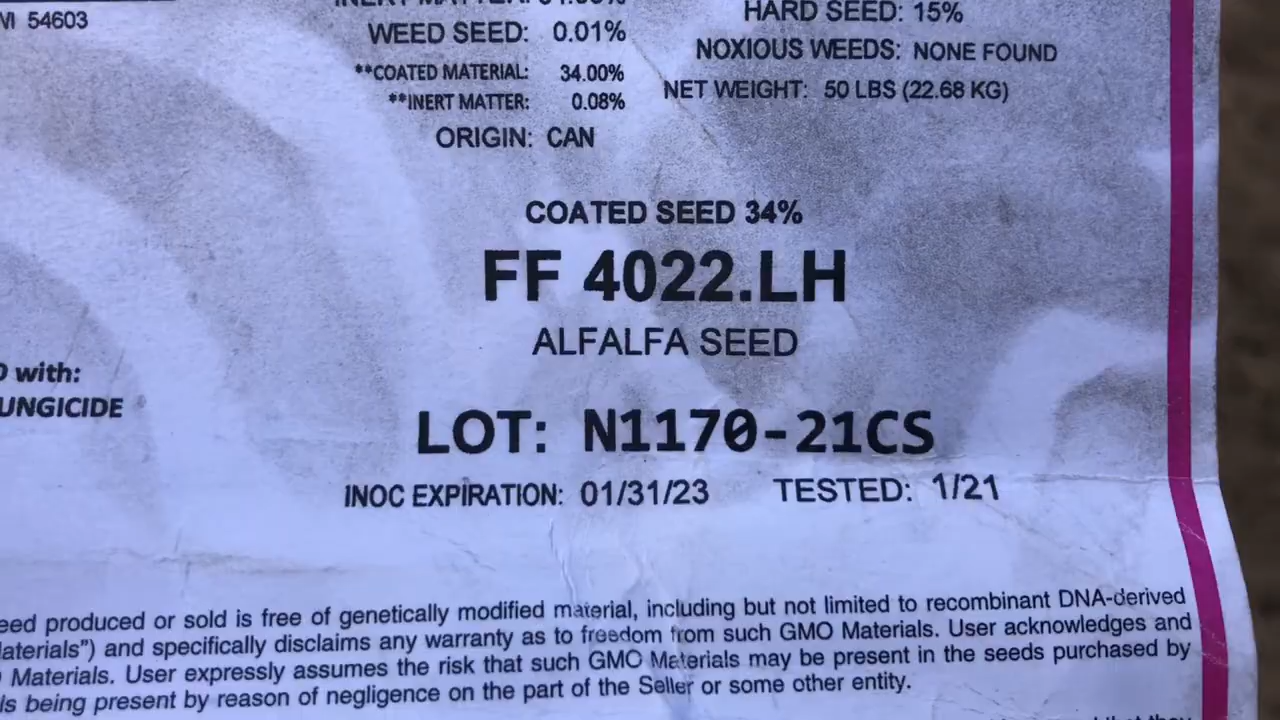 WI 54603
INERT MATTER:
HARD SEED: 15%
WEED SEED: 0.01%
NOXIOUS WEEDS: NONE FOUND
**COATED MATERIAL: 34.00%
NET WEIGHT: 50 LBS (22.68 KG)
**INERT MATTER: 0.08%
ORIGIN: CAN
COATED SEED 34%
FF 4022.LH
ALFALFA SEED
with:
UNGICIDE
LOT: N1170-21CS
INOC EXPIRATION: 01/31/23 TESTED: 1/21
eed produced or sold is free of genetically modified material, including but not limited to recombinant DNA-derived
aterials") and specifically disclaims any warranty as to freedom from such GMO Materials. User acknowledges and
Materials. User expressly assumes the risk that such GMO Materials may be present in the seeds purchased by
ls being present by reason of negligence on the part of the Seller or some other entity.